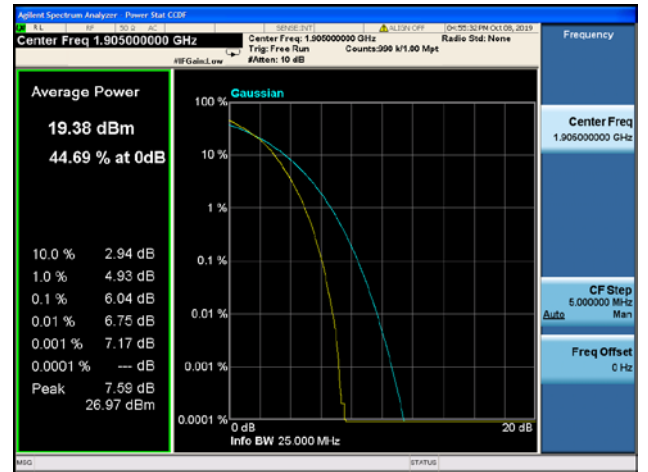 Agilent Spectrum Analyzer - Power Stat CCDF
RL RF 50 Ω AC SENSE:INT ALIGN OFF 04:55:32PM Oct 08, 2019
Center Freq 1.905000000 GHz
Center Freq: 1.905000000 GHz Radio Std: None
Trig: Free Run Counts:990 k/1.00 Mpt
#IFGain:Low #Atten: 10 dB
Frequency
Average Power
19.38 dBm
44.69 % at 0dB
10.0 % 2.94 dB
1.0 % 4.93 dB
0.1 % 6.04 dB
0.01 % 6.75 dB
0.001 % 7.17 dB
0.0001 % --- dB
Peak 7.59 dB
26.97 dBm
Gaussian
100 %
10 %
1 %
0.1 %
0.01 %
0.001 %
0.0001 %
0 dB 20 dB
Info BW 25.000 MHz
Center Freq
1.905000000 GHz
CF Step
5.000000 MHz
Auto Man
Freq Offset
0 Hz
MSG STATUS